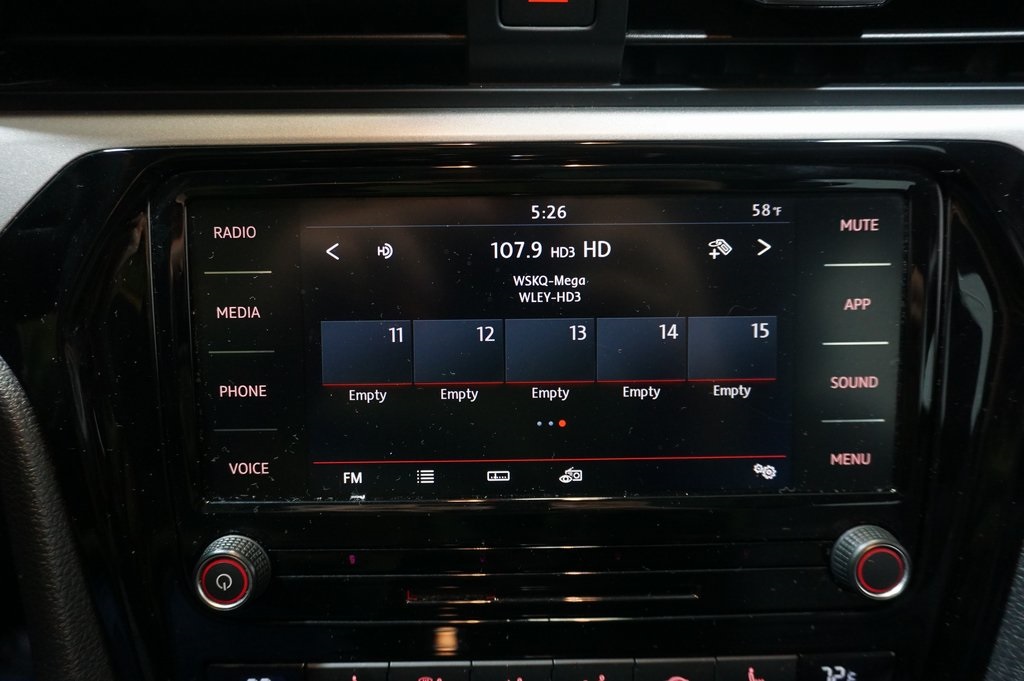 5:26 58°F
RADIO
107.9 HD3 HD
MUTE
WSKQ-Mega
WLEY-HD3
MEDIA
APP
11 12 13 14 15
PHONE
Empty Empty Empty Empty Empty
SOUND
VOICE
FM
MENU